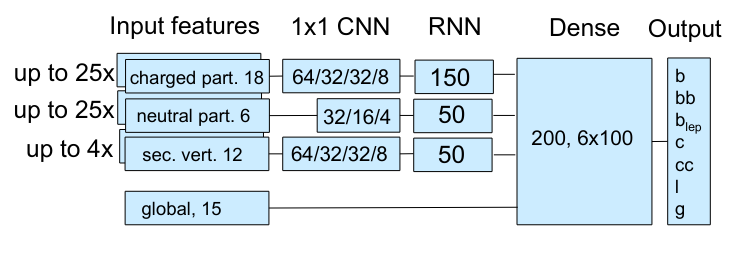 Input features 1x1 CNN RNN Dense Output
up to 25x charged part. 18 64/32/32/8 150
up to 25x neutral part. 6 32/16/4 50
up to 4x sec. vert. 12 64/32/32/8 50
global, 15
200, 6x100
b
bb
b_lep
c
cc
l
g